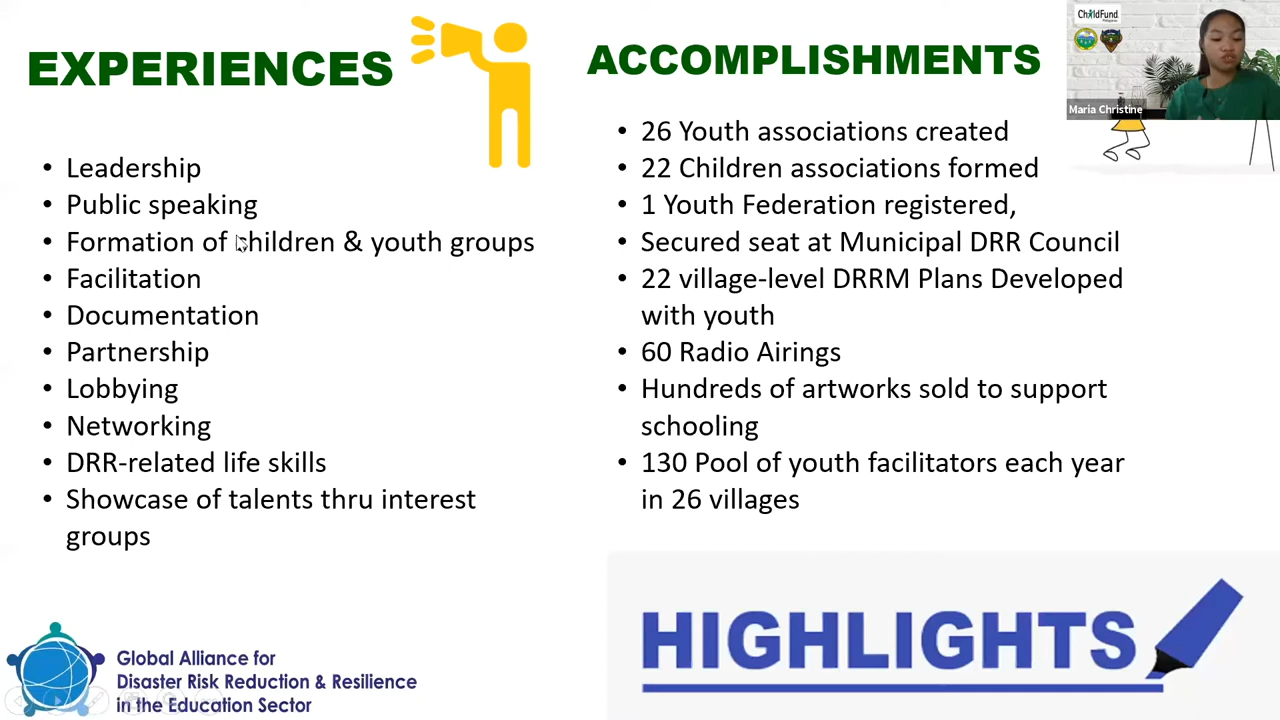 EXPERIENCES
• Leadership
• Public speaking
• Formation of children & youth groups
• Facilitation
• Documentation
• Partnership
• Lobbying
• Networking
• DRR-related life skills
• Showcase of talents thru interest
groups
ACCOMPLISHMENTS
• 26 Youth associations created
• 22 Children associations formed
• 1 Youth Federation registered,
• Secured seat at Municipal DRR Council
• 22 village-level DRRM Plans Developed
with youth
• 60 Radio Airings
• Hundreds of artworks sold to support
schooling
• 130 Pool of youth facilitators each year
in 26 villages
ChildFund
Maria Christine
Global Alliance for
Disaster Risk Reduction & Resilience
in the Education Sector
HIGHLIGHTS